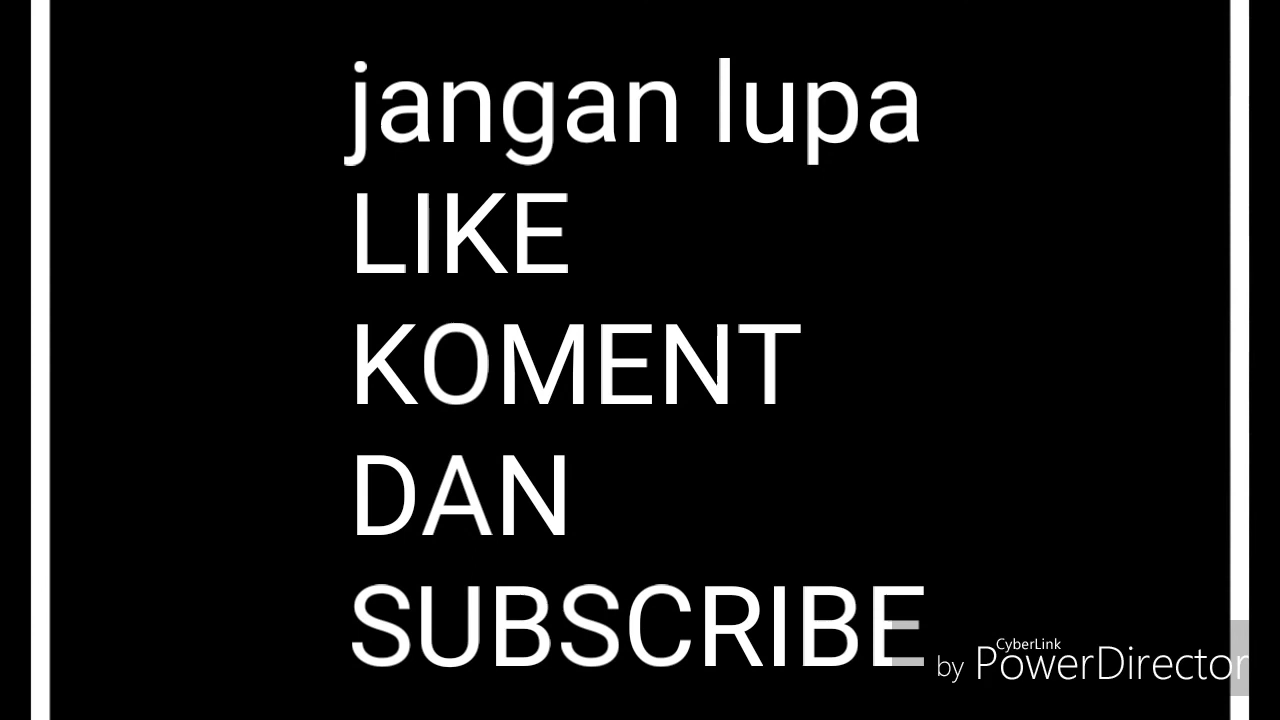 jangan lupa
LIKE
KOMENT
DAN
SUBSCRIBE
by CyberLink PowerDirector